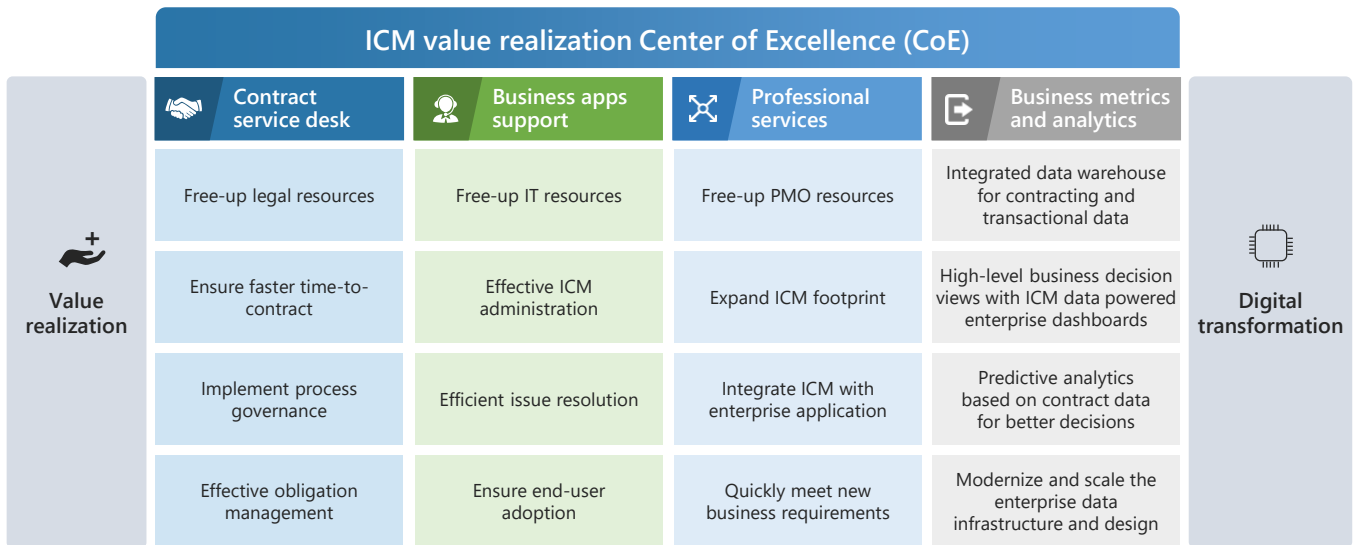 ICM value realization Center of Excellence (CoE)
Value
realization
Contract
service desk
Free-up legal resources
Ensure faster time-to-
contract
Implement process
governance
Effective obligation
management
Business apps
support
Free-up IT resources
Effective ICM
administration
Efficient issue resolution
Ensure end-user
adoption
Professional
services
Free-up PMO resources
Expand ICM footprint
Integrate ICM with
enterprise application
Quickly meet new
business requirements
Business metrics
and analytics
Integrated data warehouse
for contracting and
transactional data
High-level business decision
views with ICM data powered
enterprise dashboards
Predictive analytics
based on contract data
for better decisions
Modernize and scale the
enterprise data
infrastructure and design
Digital
transformation